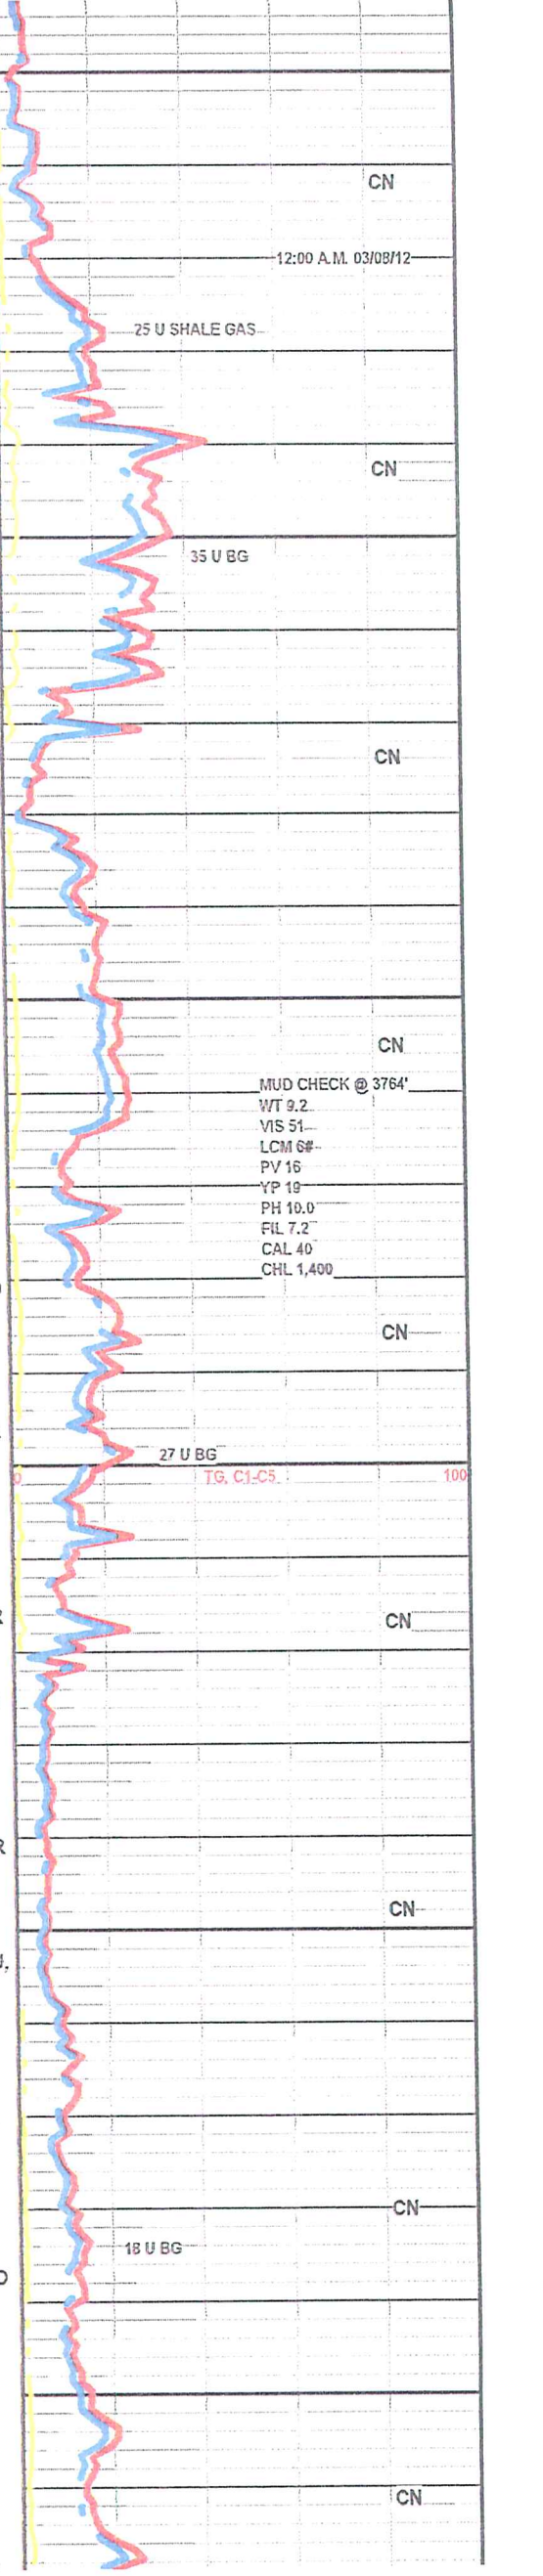 CN
12:00 A.M. 03/08/12
25 U SHALE GAS
CN
35 U BG
CN
CN
MUD CHECK @ 3764'
WT 9.2
VIS 51
LCM 6#
PV 16
YP 19
PH 10.0
FIL 7.2
CAL 40
CHL 1,400
CN
27 U BG
0 TG, C1-C5 100
CN
R
CN
CN
18 U BG
CN